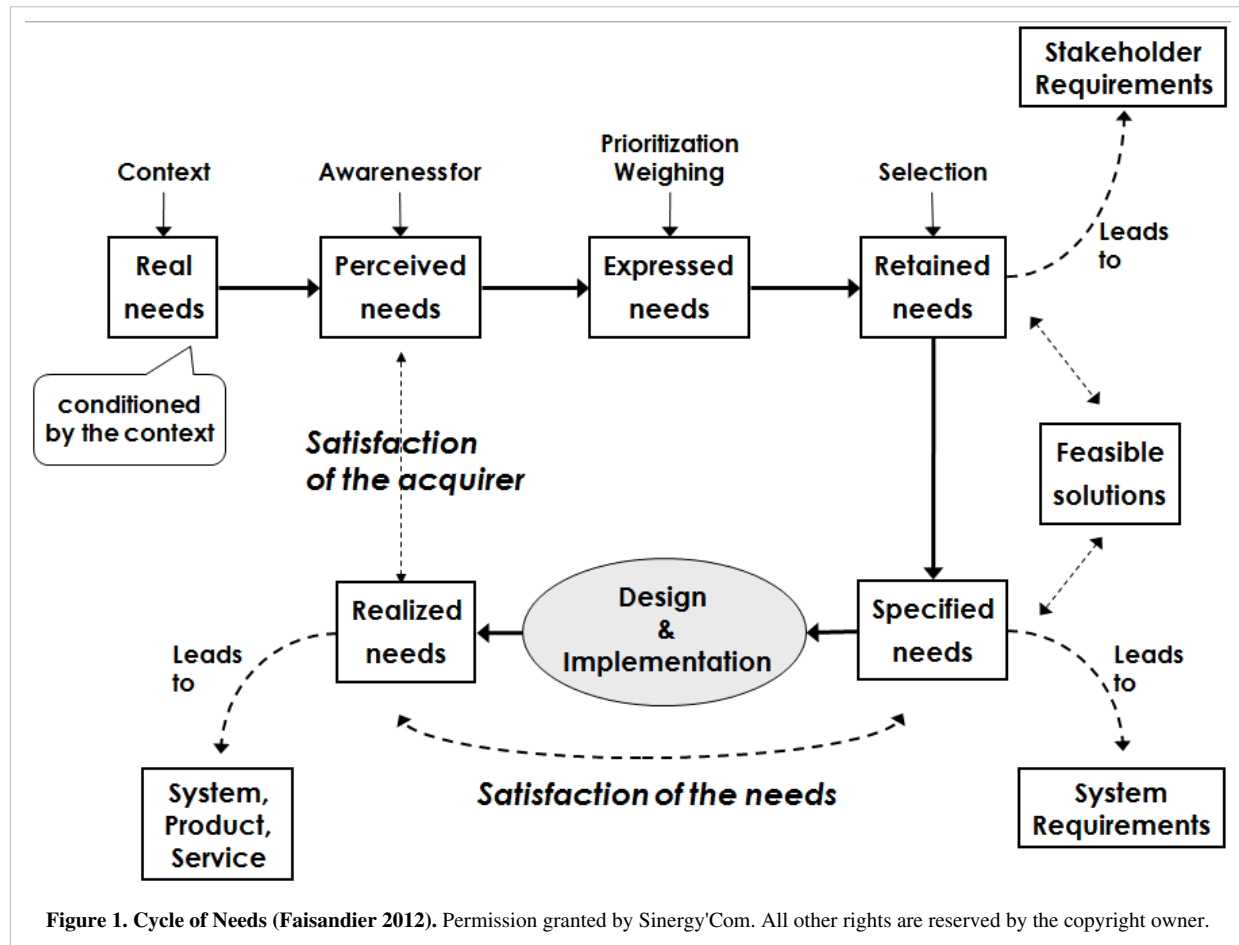 Stakeholder
Requirements
Prioritization
Weighing
Context
Awareness for
Selection
Leads
to
Real
needs
Perceived
needs
Expressed
needs
Retained
needs
conditioned
by the context
Satisfaction
of the acquirer
Feasible
solutions
Realized
needs
Design
&
Implementation
Specified
needs
Leads
to
Leads
to
Satisfaction of the needs
System,
Product,
Service
System
Requirements
Figure 1. Cycle of Needs (Faisandier 2012). Permission granted by Sinergy'Com. All other rights are reserved by the copyright owner.